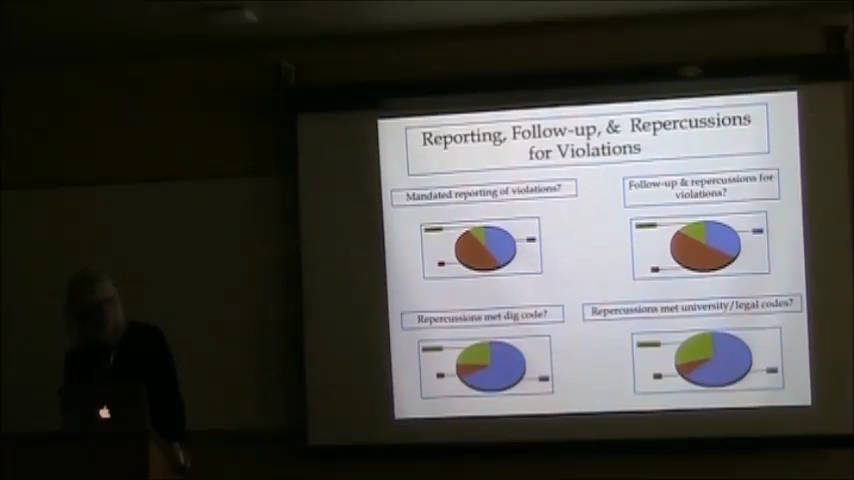 Reporting, Follow-up, & Repercussions
for Violations
Mandated reporting of violations?
Follow-up & repercussions for
violations?
Repercussions met dig code?
Repercussions met university/legal codes?